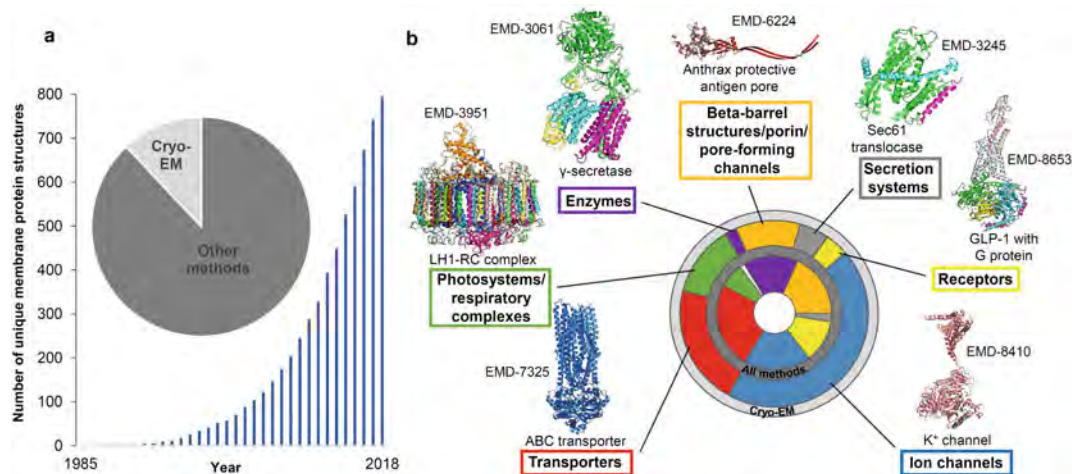 a
Number of unique membrane protein structures
800
700
600
500
400
300
200
100
0
1985
Year
2018
Cryo-
EM
Other
methods
b
EMD-3061
γ-secretase
Enzymes
EMD-6224
Anthrax protective
antigen pore
Beta-barrel
structures/porin/
pore-forming
channels
EMD-3245
Sec61
translocase
Secretion
systems
EMD-3951
LH1-RC complex
Photosystems/
respiratory
complexes
EMD-8653
GLP-1 with
G protein
Receptors
EMD-7325
ABC transporter
Transporters
All methods
Cryo-EM
EMD-8410
K⁺ channel
Ion channels